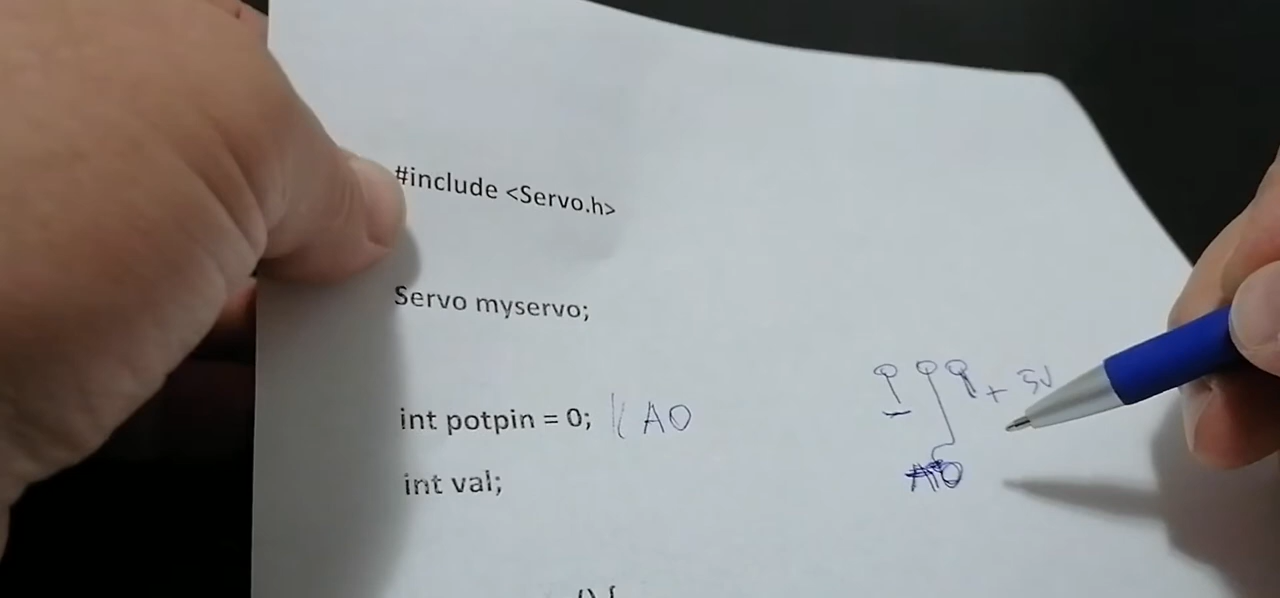 #include <Servo.h>
Servo myservo;
int potpin = 0; \\ A0
+ 5V
-
A0
int val;
() {